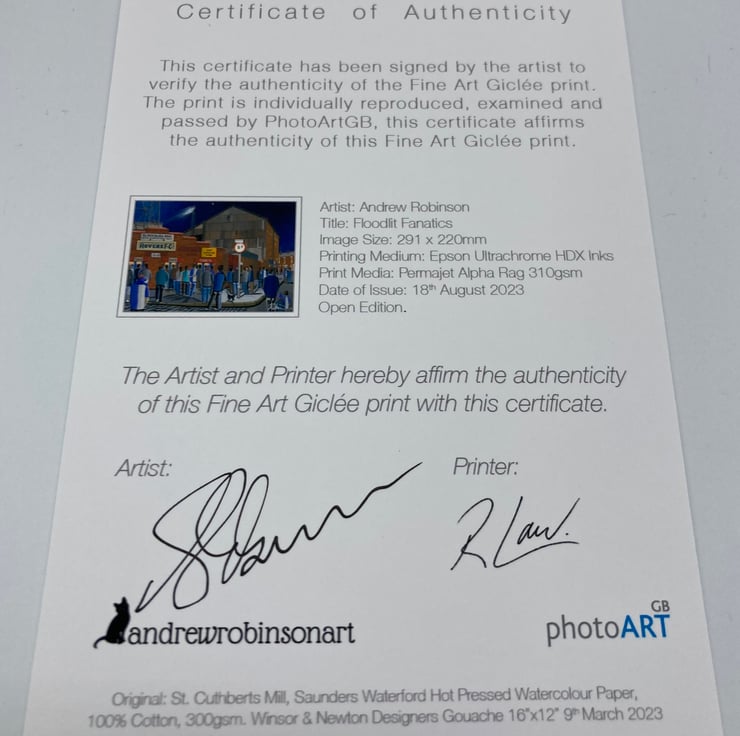 Certificate of Authenticity
This certificate has been signed by the artist to
verify the authenticity of the Fine Art Giclée print.
The print is individually reproduced, examined and
passed by PhotoArtGB, this certificate affirms
the authenticity of this Fine Art Giclée print.
ROVERS F.C
Artist: Andrew Robinson
Title: Floodlit Fanatics
Image Size: 291 x 220mm
Printing Medium: Epson Ultrachrome HDX Inks
Print Media: Permajet Alpha Rag 310gsm
Date of Issue: 18th August 2023
Open Edition.
The Artist and Printer hereby affirm the authenticity
of this Fine Art Giclée print with this certificate.
Artist:
Printer:
R Law.
andrewrobinsonart
photoART GB
Original: St. Cuthberts Mill, Saunders Waterford Hot Pressed Watercolour Paper,
100% Cotton, 300gsm. Winsor & Newton Designers Gouache 16"x12" 9th March 2023